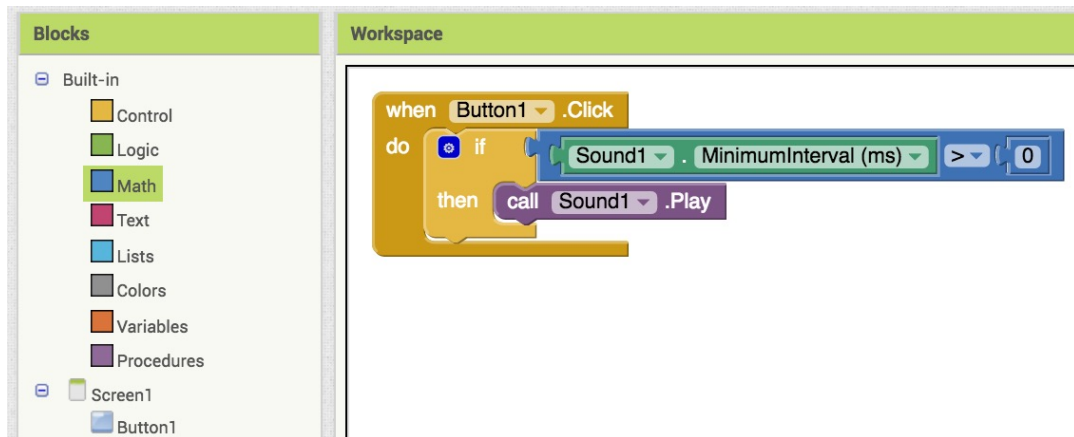 Blocks
Built-in
Control
Logic
Math
Text
Lists
Colors
Variables
Procedures
Screen1
Button1
Workspace
when Button1 .Click
do if Sound1 . MinimumInterval (ms) > 0
then call Sound1 .Play